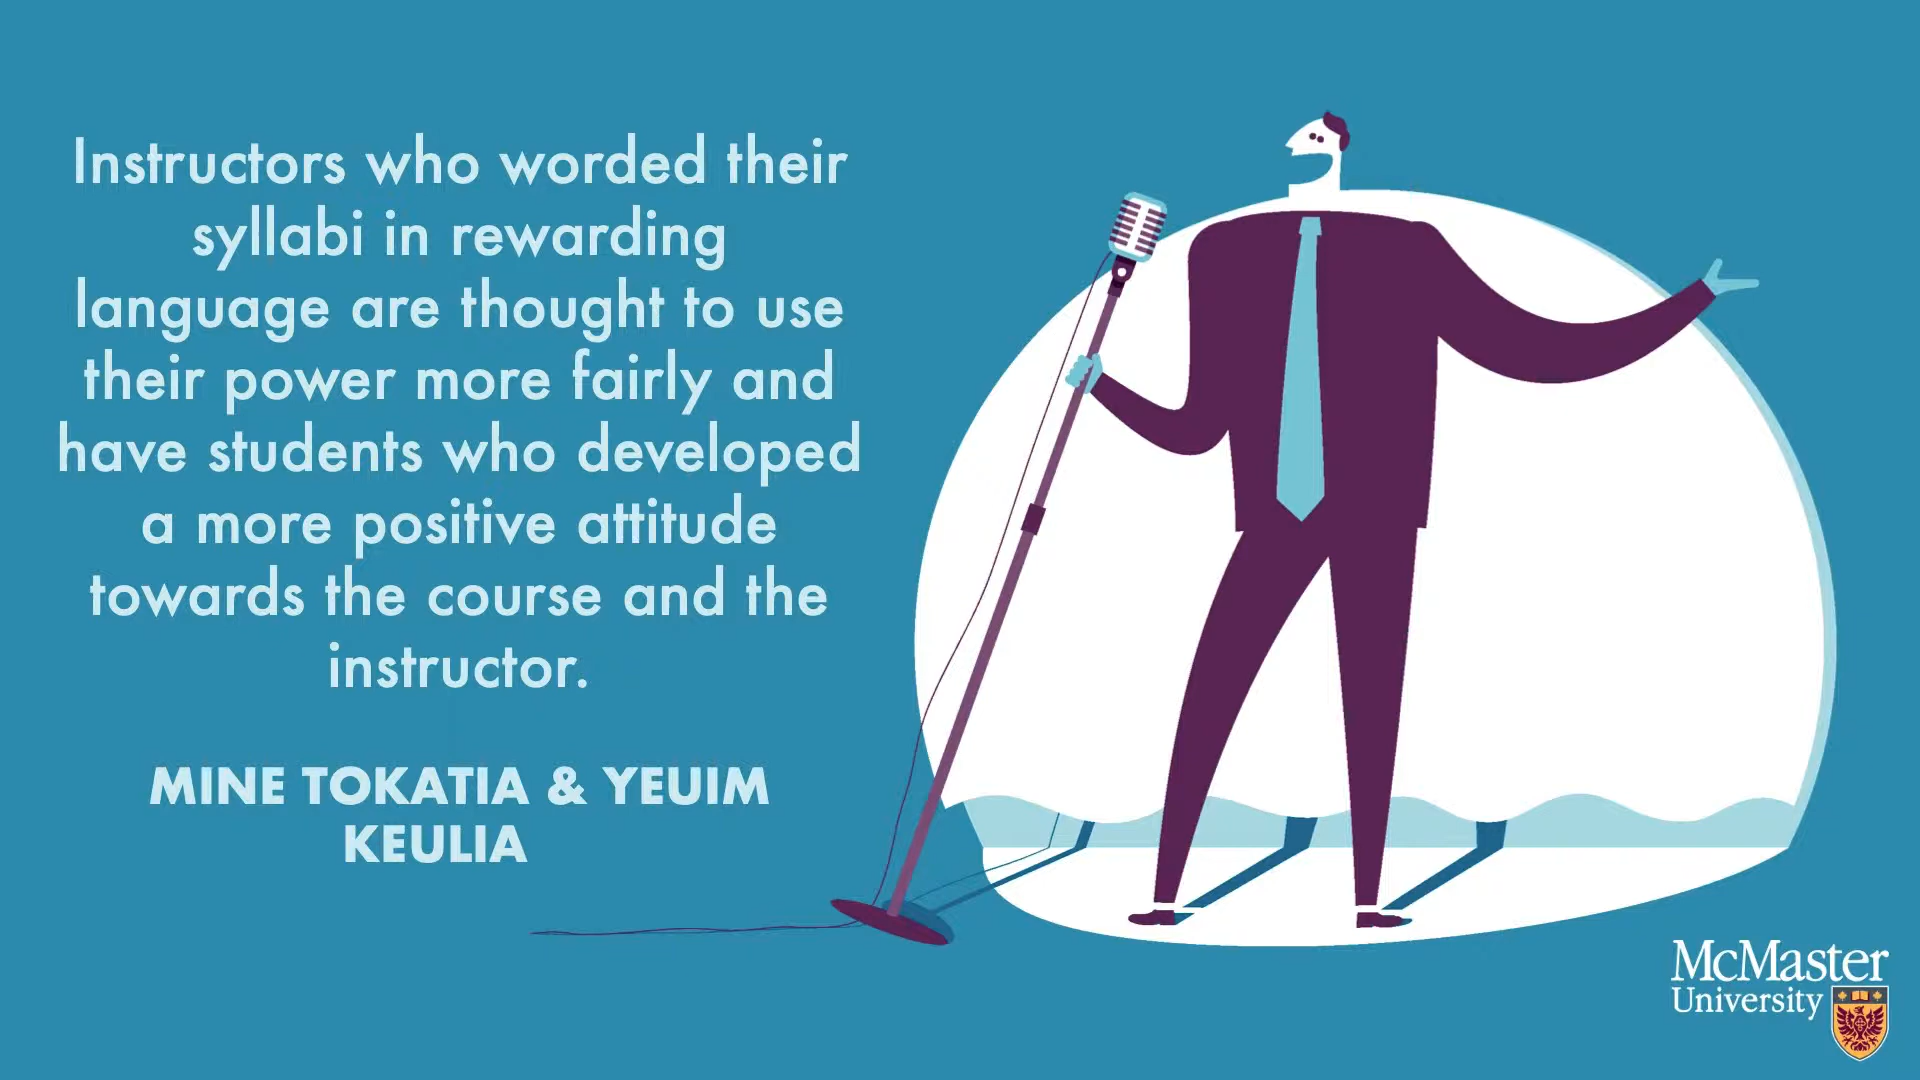 Instructors who worded their
syllabi in rewarding
language are thought to use
their power more fairly and
have students who developed
a more positive attitude
towards the course and the
instructor.
MINE TOKATIA & YEUIM
KEULIA
McMaster
University